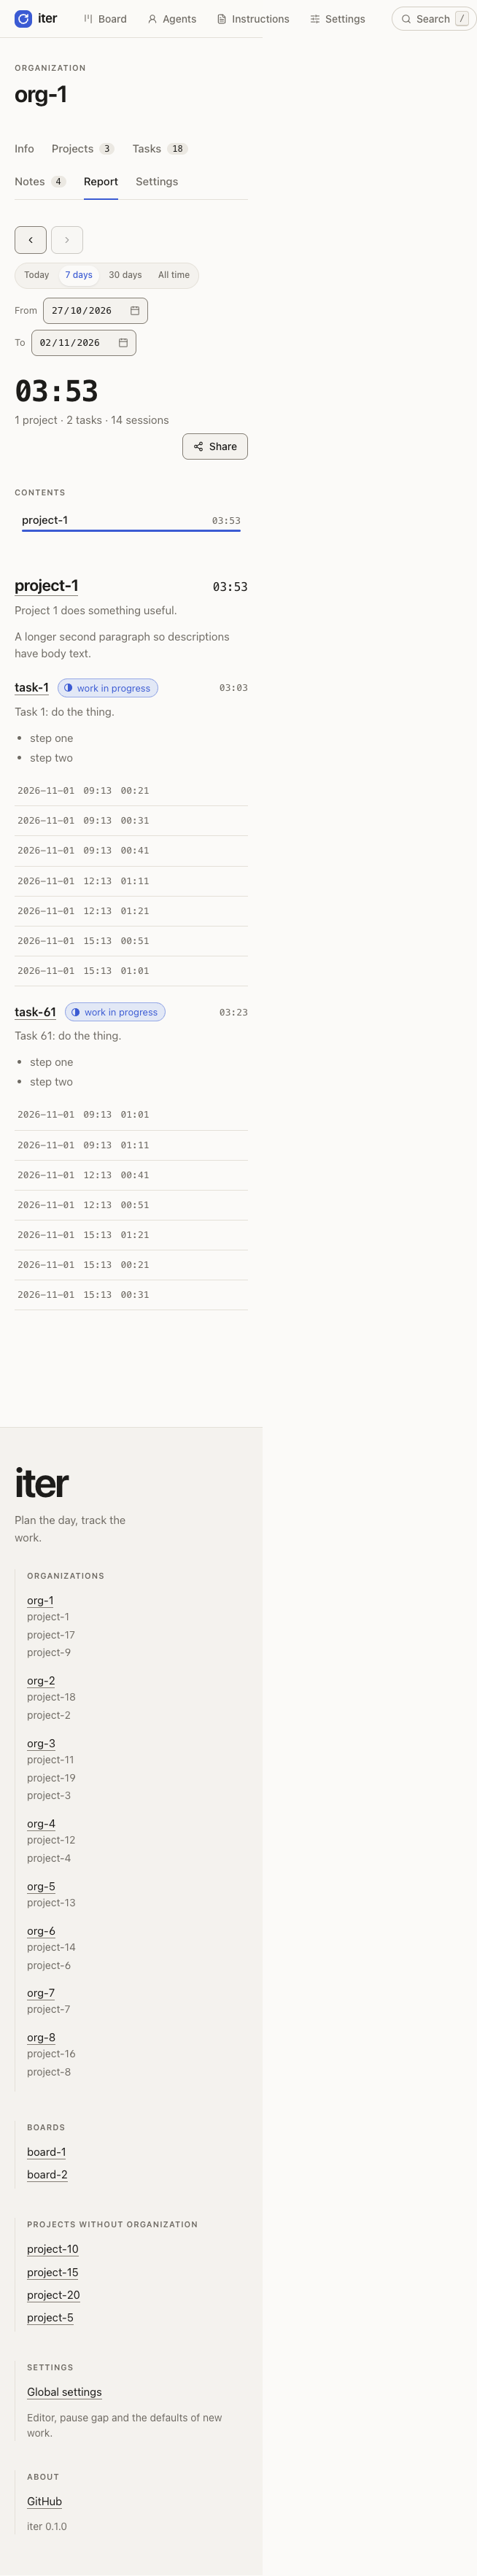 iter Board Agents Instructions Settings Search /
ORGANIZATION
org-1
Info Projects 3 Tasks 18
Notes 4 Report Settings
Today 7 days 30 days All time
From 27/10/2026
To 02/11/2026
03:53
1 project · 2 tasks · 14 sessions
Share
CONTENTS
project-1 03:53
project-1 03:53
Project 1 does something useful.
A longer second paragraph so descriptions
have body text.
task-1 work in progress 03:03
Task 1: do the thing.
• step one
• step two
2026-11-01 09:13 00:21
2026-11-01 09:13 00:31
2026-11-01 09:13 00:41
2026-11-01 12:13 01:11
2026-11-01 12:13 01:21
2026-11-01 15:13 00:51
2026-11-01 15:13 01:01
task-61 work in progress 03:23
Task 61: do the thing.
• step one
• step two
2026-11-01 09:13 01:01
2026-11-01 09:13 01:11
2026-11-01 12:13 00:41
2026-11-01 12:13 00:51
2026-11-01 15:13 01:21
2026-11-01 15:13 00:21
2026-11-01 15:13 00:31
iter
Plan the day, track the
work.
ORGANIZATIONS
org-1
project-1
project-17
project-9
org-2
project-18
project-2
org-3
project-11
project-19
project-3
org-4
project-12
project-4
org-5
project-13
org-6
project-14
project-6
org-7
project-7
org-8
project-16
project-8
BOARDS
board-1
board-2
PROJECTS WITHOUT ORGANIZATION
project-10
project-15
project-20
project-5
SETTINGS
Global settings
Editor, pause gap and the defaults of new
work.
ABOUT
GitHub
iter 0.1.0